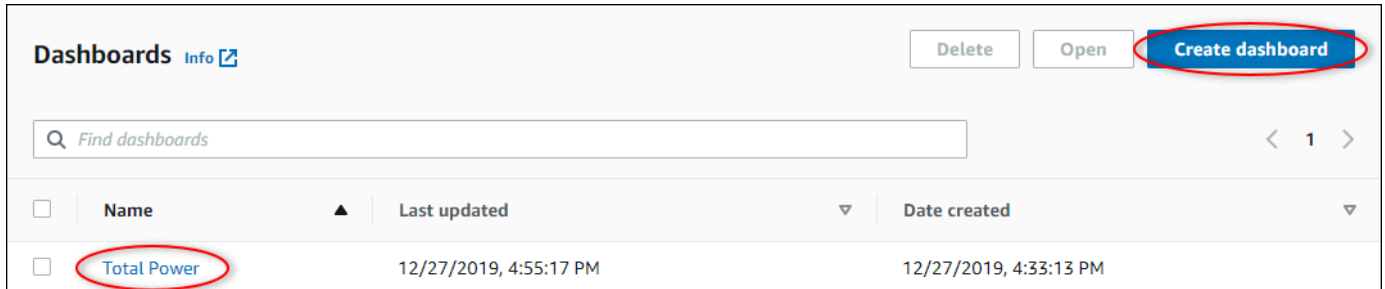 Dashboards Info Delete Open Create dashboard
Find dashboards 1
Name Last updated Date created
Total Power 12/27/2019, 4:55:17 PM 12/27/2019, 4:33:13 PM